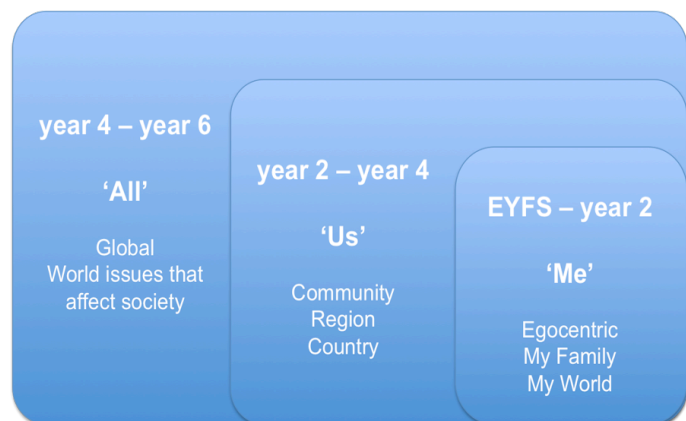 year 4 – year 6
‘All’
Global
World issues that
affect society
year 2 – year 4
‘Us’
Community
Region
Country
EYFS – year 2
‘Me’
Egocentric
My Family
My World